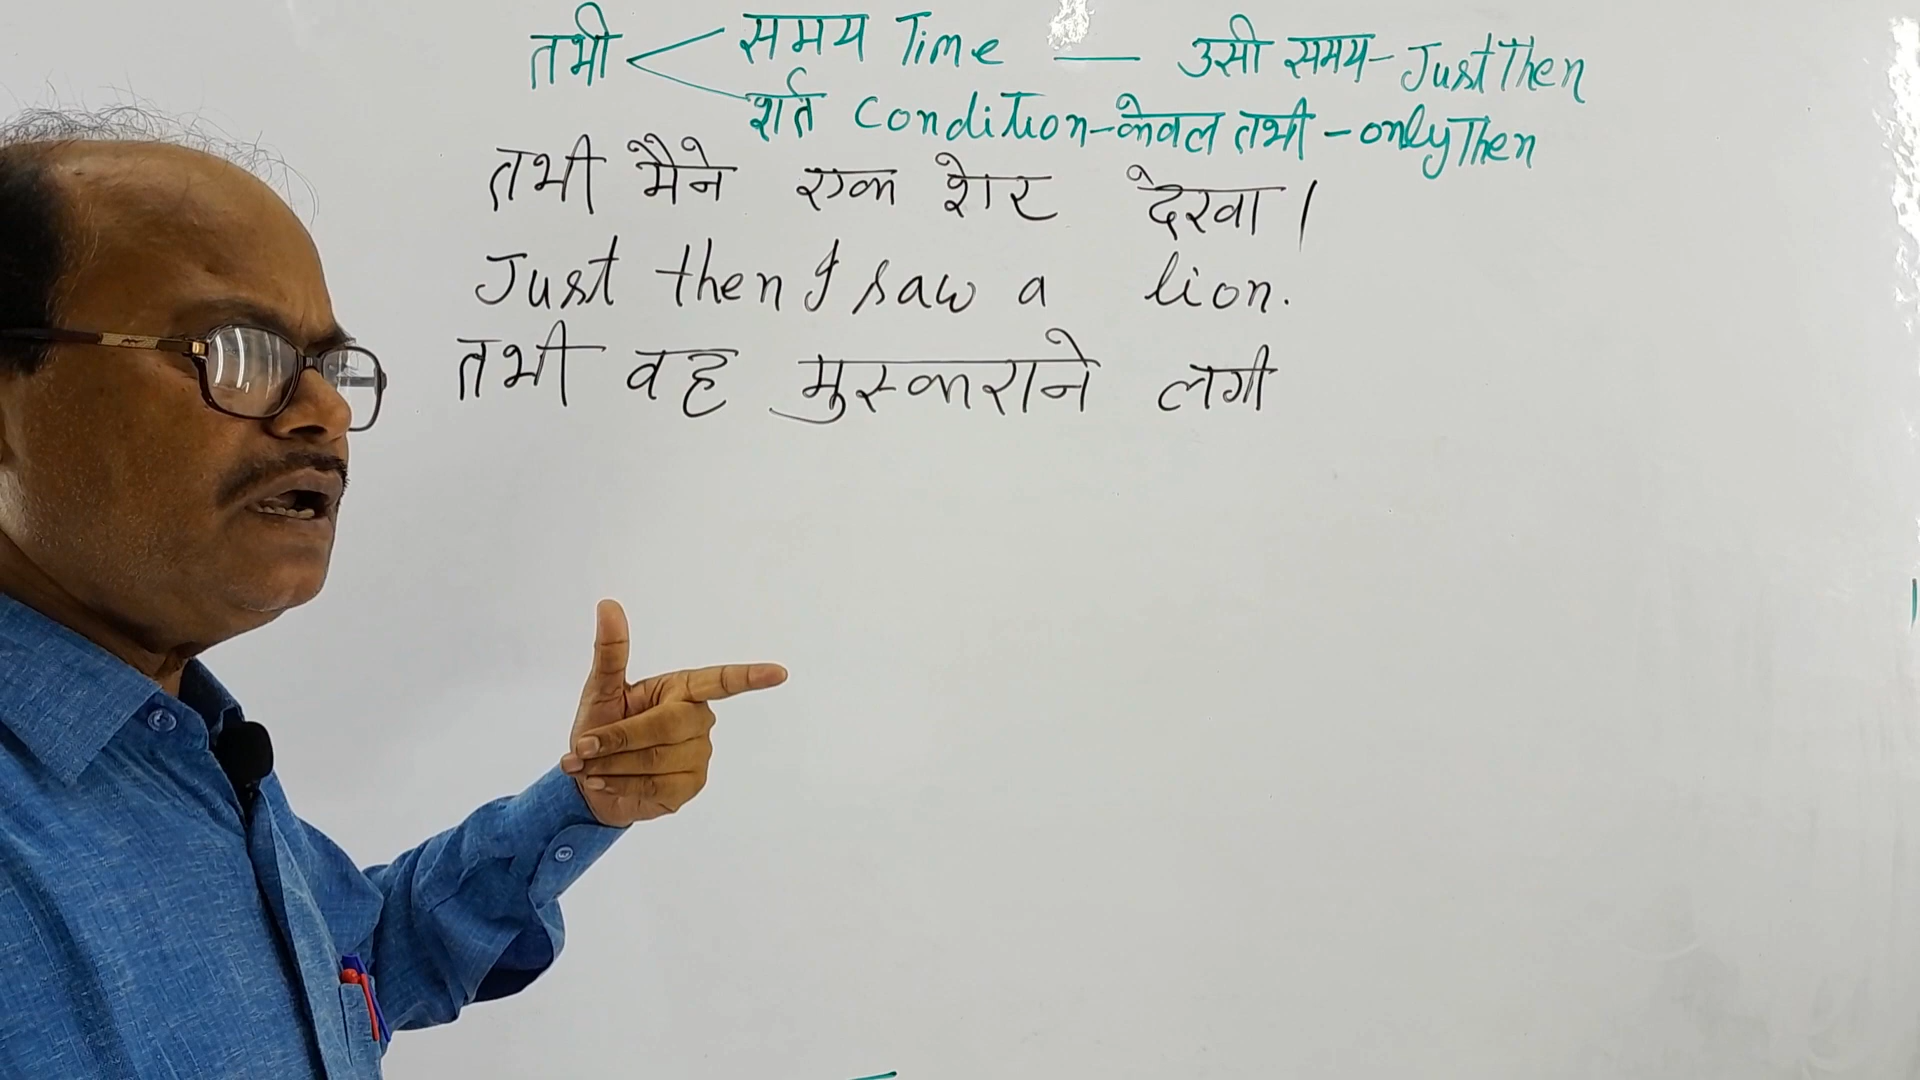 तभी < समय Time — उसी समय - Just Then
शर्त Condition - केवल तभी - only Then
तभी मैने एक शेर देखा।
Just then I saw a lion.
तभी वह मुस्कराने लगी